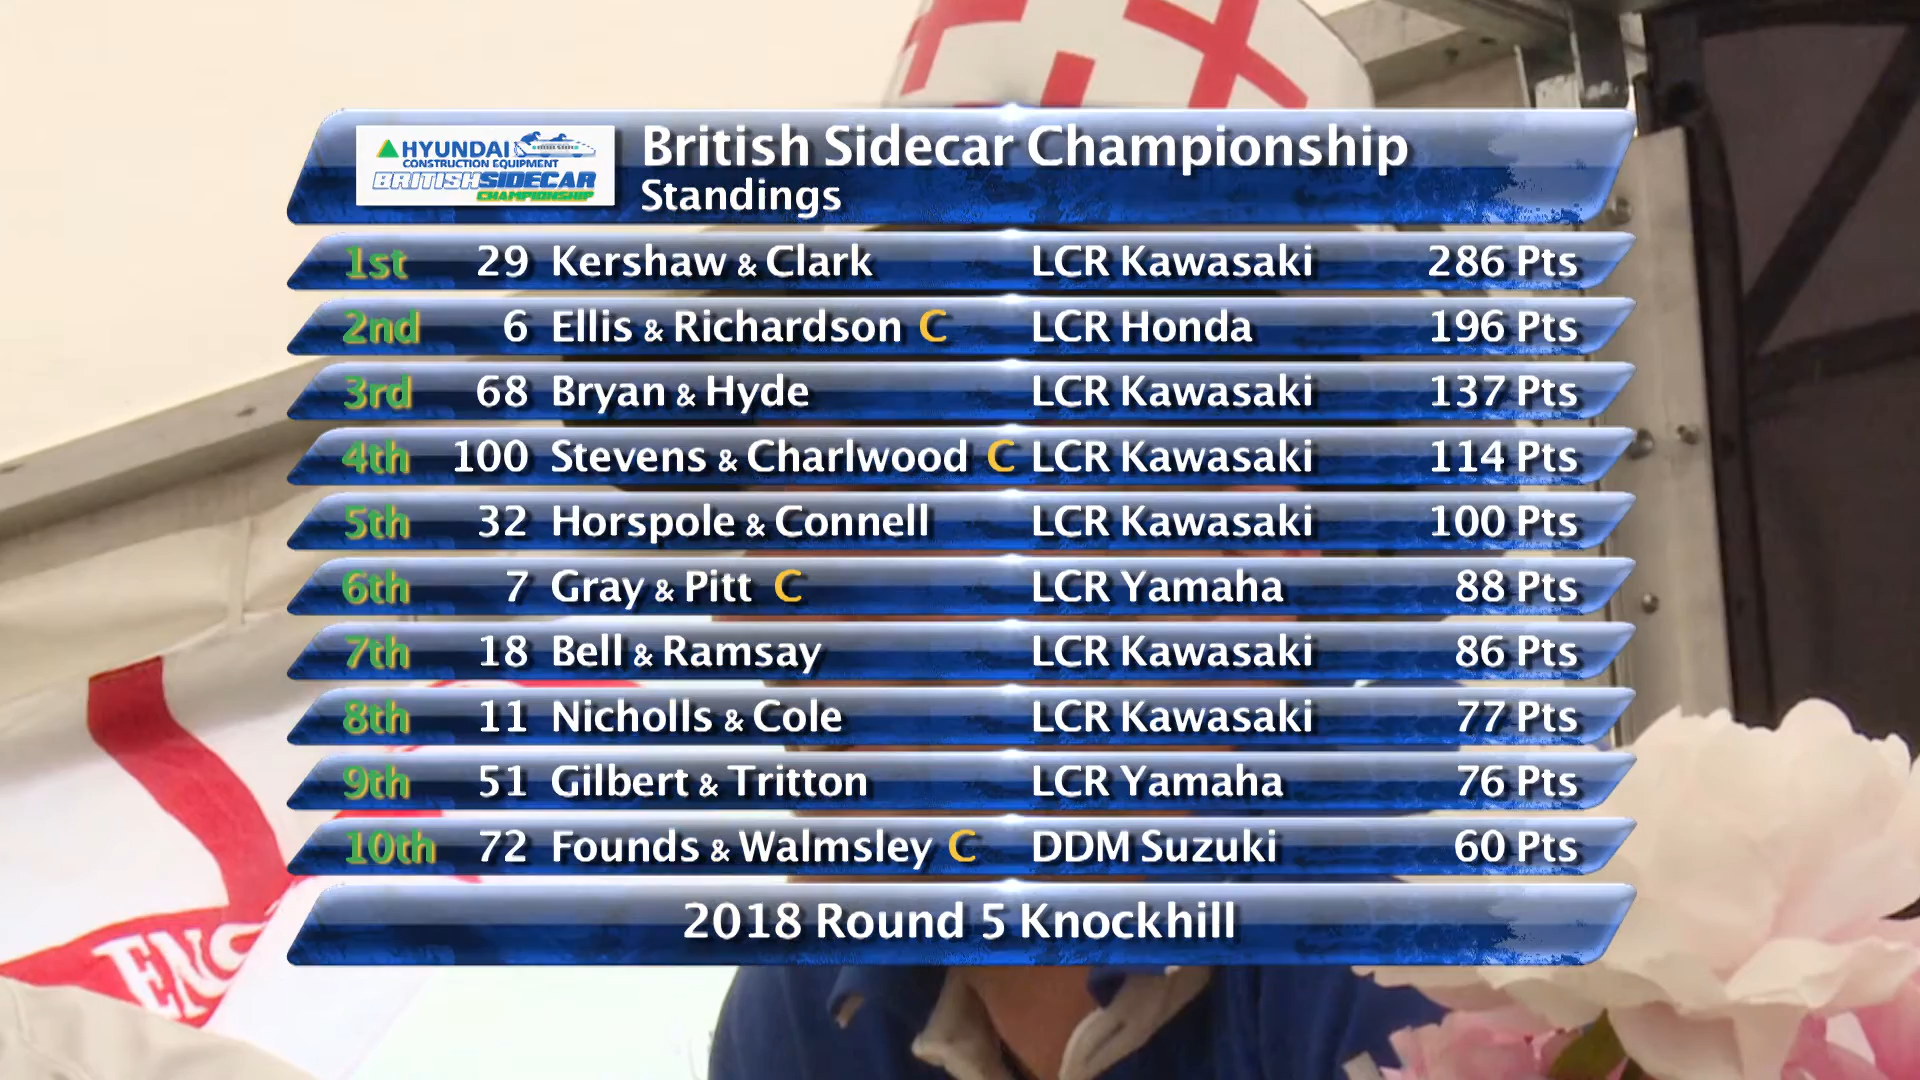 HYUNDAI
CONSTRUCTION EQUIPMENT
BRITISHSIDECAR
CHAMPIONSHIP
British Sidecar Championship
Standings
1st 29 Kershaw & Clark LCR Kawasaki 286 Pts
2nd 6 Ellis & Richardson C LCR Honda 196 Pts
3rd 68 Bryan & Hyde LCR Kawasaki 137 Pts
4th 100 Stevens & Charlwood C LCR Kawasaki 114 Pts
5th 32 Horspole & Connell LCR Kawasaki 100 Pts
6th 7 Gray & Pitt C LCR Yamaha 88 Pts
7th 18 Bell & Ramsay LCR Kawasaki 86 Pts
8th 11 Nicholls & Cole LCR Kawasaki 77 Pts
9th 51 Gilbert & Tritton LCR Yamaha 76 Pts
10th 72 Founds & Walmsley C DDM Suzuki 60 Pts
2018 Round 5 Knockhill
ENG